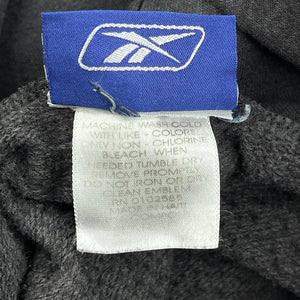 MACHINE WASH COLD
WITH LIKE - COLORS
ONLY NON - CHLORINE
BLEACH WHEN
NEEDED TUMBLE DRY
REMOVE PROMPTLY
DO NOT IRON OR DRY
CLEAN EMBLEM
RN 0102585
MADE IN HAITI